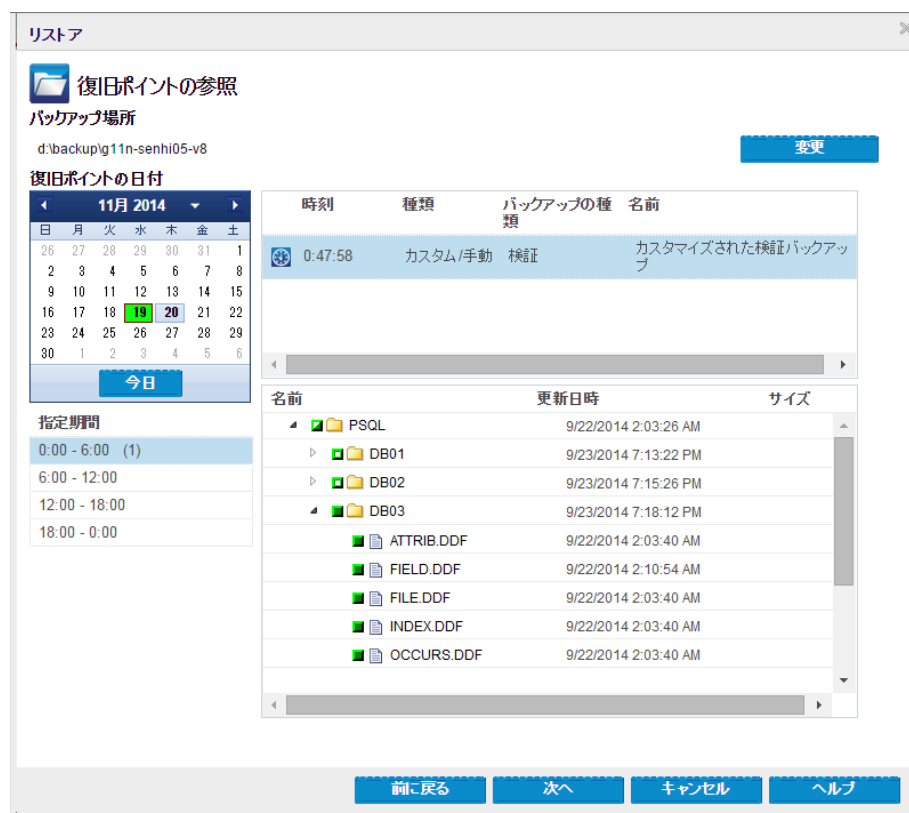 リストア
復旧ポイントの参照
バックアップ場所
d:\backup\g11n-senhi05-v8
変更
復旧ポイントの日付
11月 2014
日 月 火 水 木 金 土
26 27 28 29 30 31 1
2 3 4 5 6 7 8
9 10 11 12 13 14 15
16 17 18 19 20 21 22
23 24 25 26 27 28 29
30 1 2 3 4 5 6
今日
指定期間
0:00 - 6:00 (1)
6:00 - 12:00
12:00 - 18:00
18:00 - 0:00
時刻 種類 バックアップの種類 名前
0:47:58 カスタム/手動 検証 カスタマイズされた検証バックアップ
名前 更新日時 サイズ
PSQL 9/22/2014 2:03:26 AM
DB01 9/23/2014 7:13:22 PM
DB02 9/23/2014 7:15:26 PM
DB03 9/23/2014 7:18:12 PM
ATTRIB.DDF 9/22/2014 2:03:40 AM
FIELD.DDF 9/22/2014 2:10:54 AM
FILE.DDF 9/22/2014 2:03:40 AM
INDEX.DDF 9/22/2014 2:03:40 AM
OCCURS.DDF 9/22/2014 2:03:40 AM
前に戻る 次へ キャンセル ヘルプ